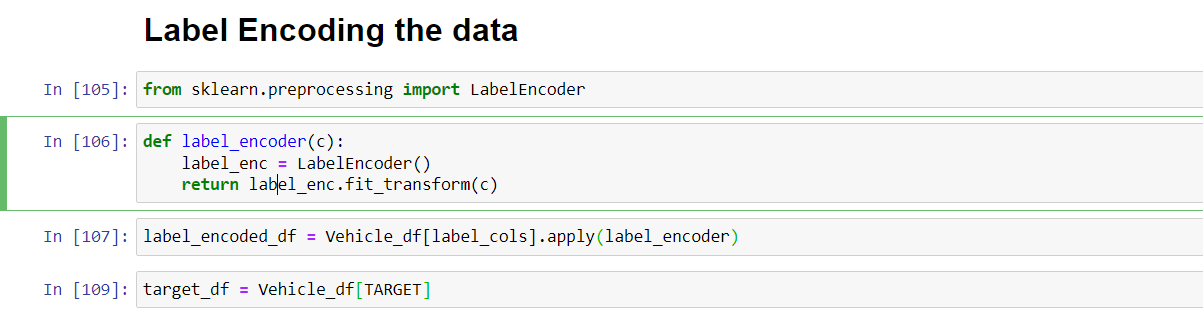 Label Encoding the data
In [105]: from sklearn.preprocessing import LabelEncoder
In [106]: def label_encoder(c):
    label_enc = LabelEncoder()
    return label_enc.fit_transform(c)
In [107]: label_encoded_df = Vehicle_df[label_cols].apply(label_encoder)
In [109]: target_df = Vehicle_df[TARGET]